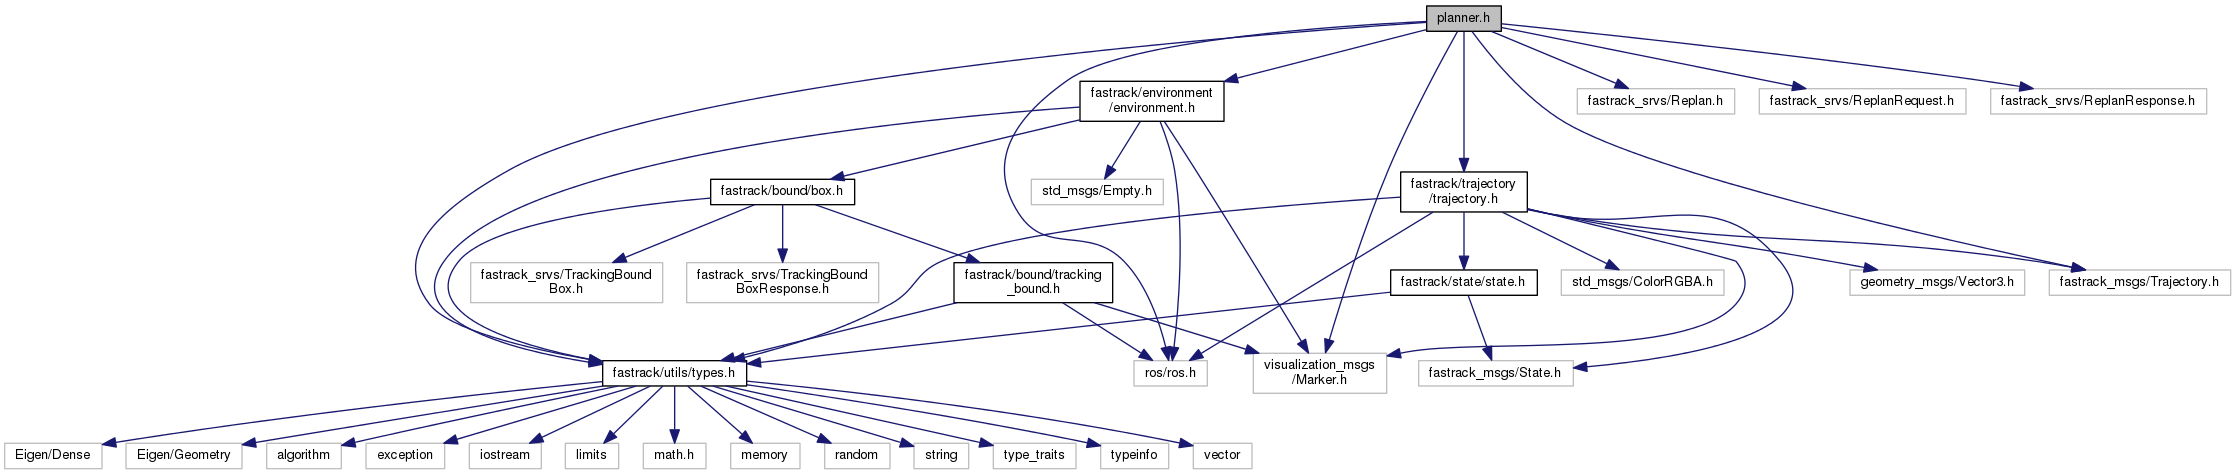 planner.h
fastrack/environment
/environment.h
fastrack_srvs/Replan.h
fastrack_srvs/ReplanRequest.h
fastrack_srvs/ReplanResponse.h
fastrack/bound/box.h
std_msgs/Empty.h
fastrack/trajectory
/trajectory.h
fastrack_srvs/TrackingBound
Box.h
fastrack_srvs/TrackingBound
BoxResponse.h
fastrack/bound/tracking
_bound.h
fastrack/state/state.h
std_msgs/ColorRGBA.h
geometry_msgs/Vector3.h
fastrack_msgs/Trajectory.h
fastrack/utils/types.h
ros/ros.h
visualization_msgs
/Marker.h
fastrack_msgs/State.h
Eigen/Dense
Eigen/Geometry
algorithm
exception
iostream
limits
math.h
memory
random
string
type_traits
typeinfo
vector